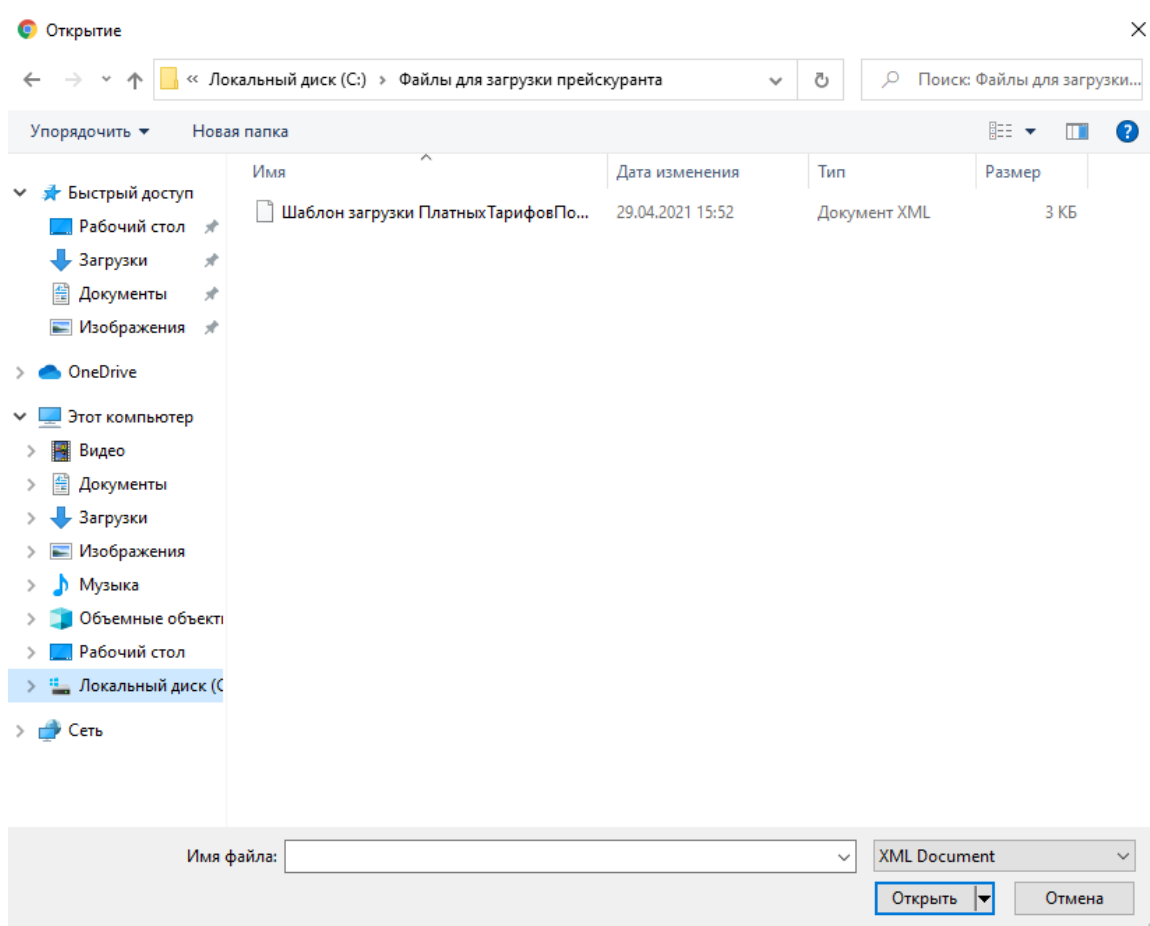 Открытие
« Локальный диск (C:) › Файлы для загрузки прейскуранта
Поиск: Файлы для загрузки...
Упорядочить
Новая папка
Имя
Дата изменения
Тип
Размер
Шаблон загрузки ПлатныхТарифовПо...
29.04.2021 15:52
Документ XML
3 КБ
Быстрый доступ
Рабочий стол
Загрузки
Документы
Изображения
OneDrive
Этот компьютер
Видео
Документы
Загрузки
Изображения
Музыка
Объемные объект
Рабочий стол
Локальный диск (C
Сеть
Имя файла:
XML Document
Открыть
Отмена